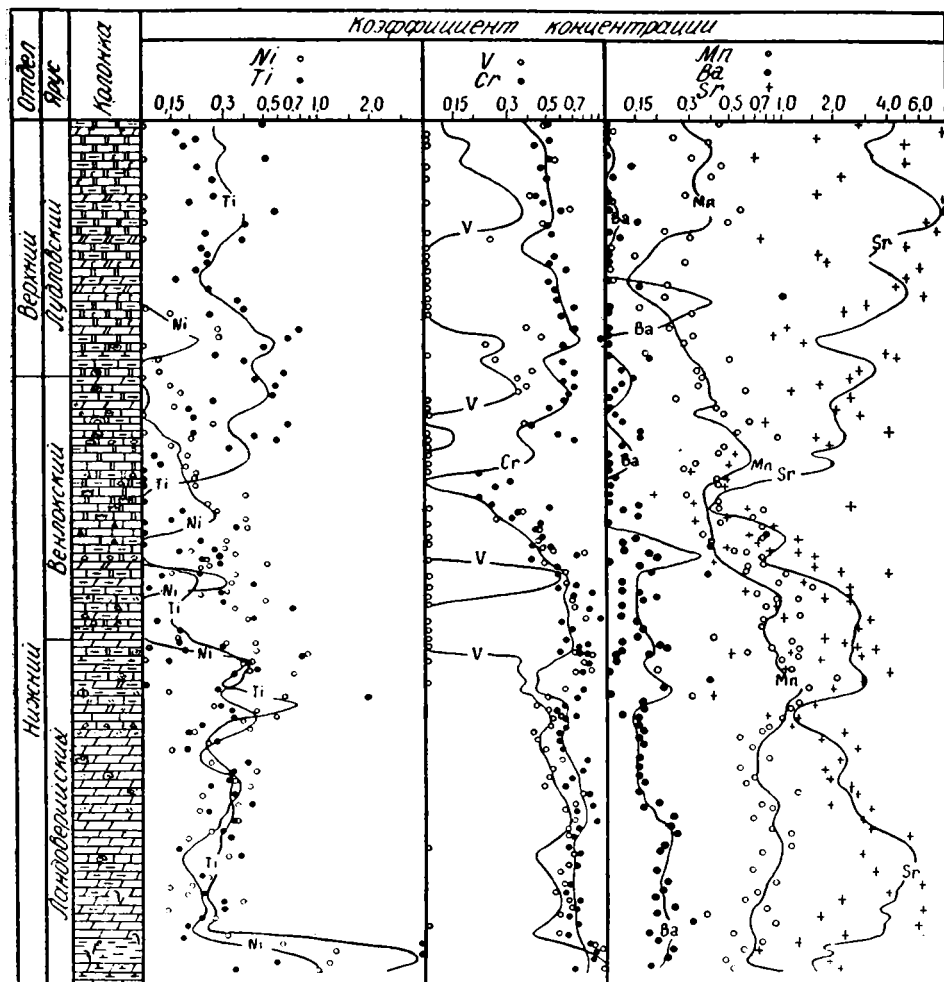 Коэффициент концентрации
Отдел
Ярус
Колонка
Ni ○
Ti ●
V ○
Cr ●
Mn ○
Ba ●
Sr +
0,15 0,3 0,5 0,7 1,0 2,0
0,15 0,3 0,5 0,7
0,15 0,3 0,5 0,7 1,0 2,0 4,0 6,0
Верхний
Нижний
Лудловский
Венлокский
Ландоверийский
Ti
Mn
Ba
V
Sr
Ni
Ba
V
Cr
Mn
Ba
Sr
Ti
Ni
V
Ni
Ti
Ni
V
Mn
Ti
Ti
Sr
Ni
Ba